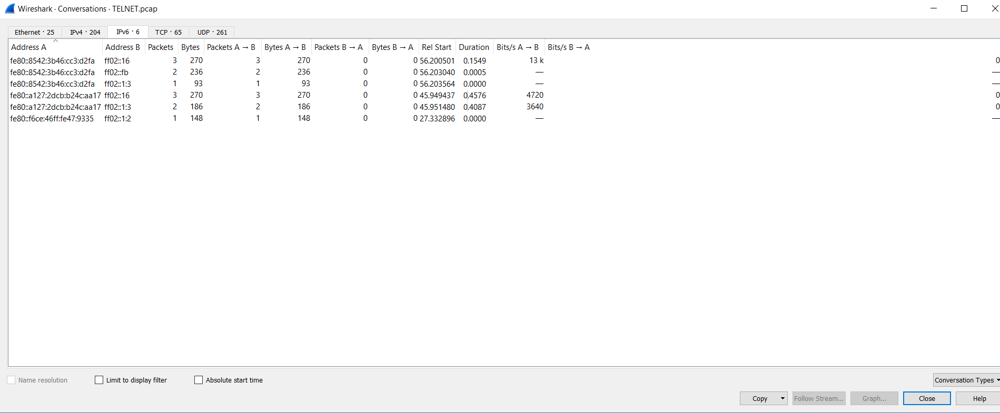 Wireshark · Conversations · TELNET.pcap
Ethernet · 25 IPv4 · 204 IPv6 · 6 TCP · 65 UDP · 261
Address A Address B Packets Bytes Packets A → B Bytes A → B Packets B → A Bytes B → A Rel Start Duration Bits/s A → B Bits/s B → A
fe80::8542:3b46:cc3:d2fa ff02::16 3 270 3 270 0 0 56.200501 0.1549 13 k 0
fe80::8542:3b46:cc3:d2fa ff02::fb 2 236 2 236 0 0 56.203040 0.0005 — —
fe80::8542:3b46:cc3:d2fa ff02::1:3 1 93 1 93 0 0 56.203564 0.0000 — —
fe80::a127:2dcb:b24c:aa17 ff02::16 3 270 3 270 0 0 45.949437 0.4576 4720 0
fe80::a127:2dcb:b24c:aa17 ff02::1:3 2 186 2 186 0 0 45.951480 0.4087 3640 0
fe80::f6ce:46ff:fe47:9335 ff02::1:2 1 148 1 148 0 0 27.332896 0.0000 — —
Name resolution Limit to display filter Absolute start time Conversation Types
Copy Follow Stream... Graph... Close Help